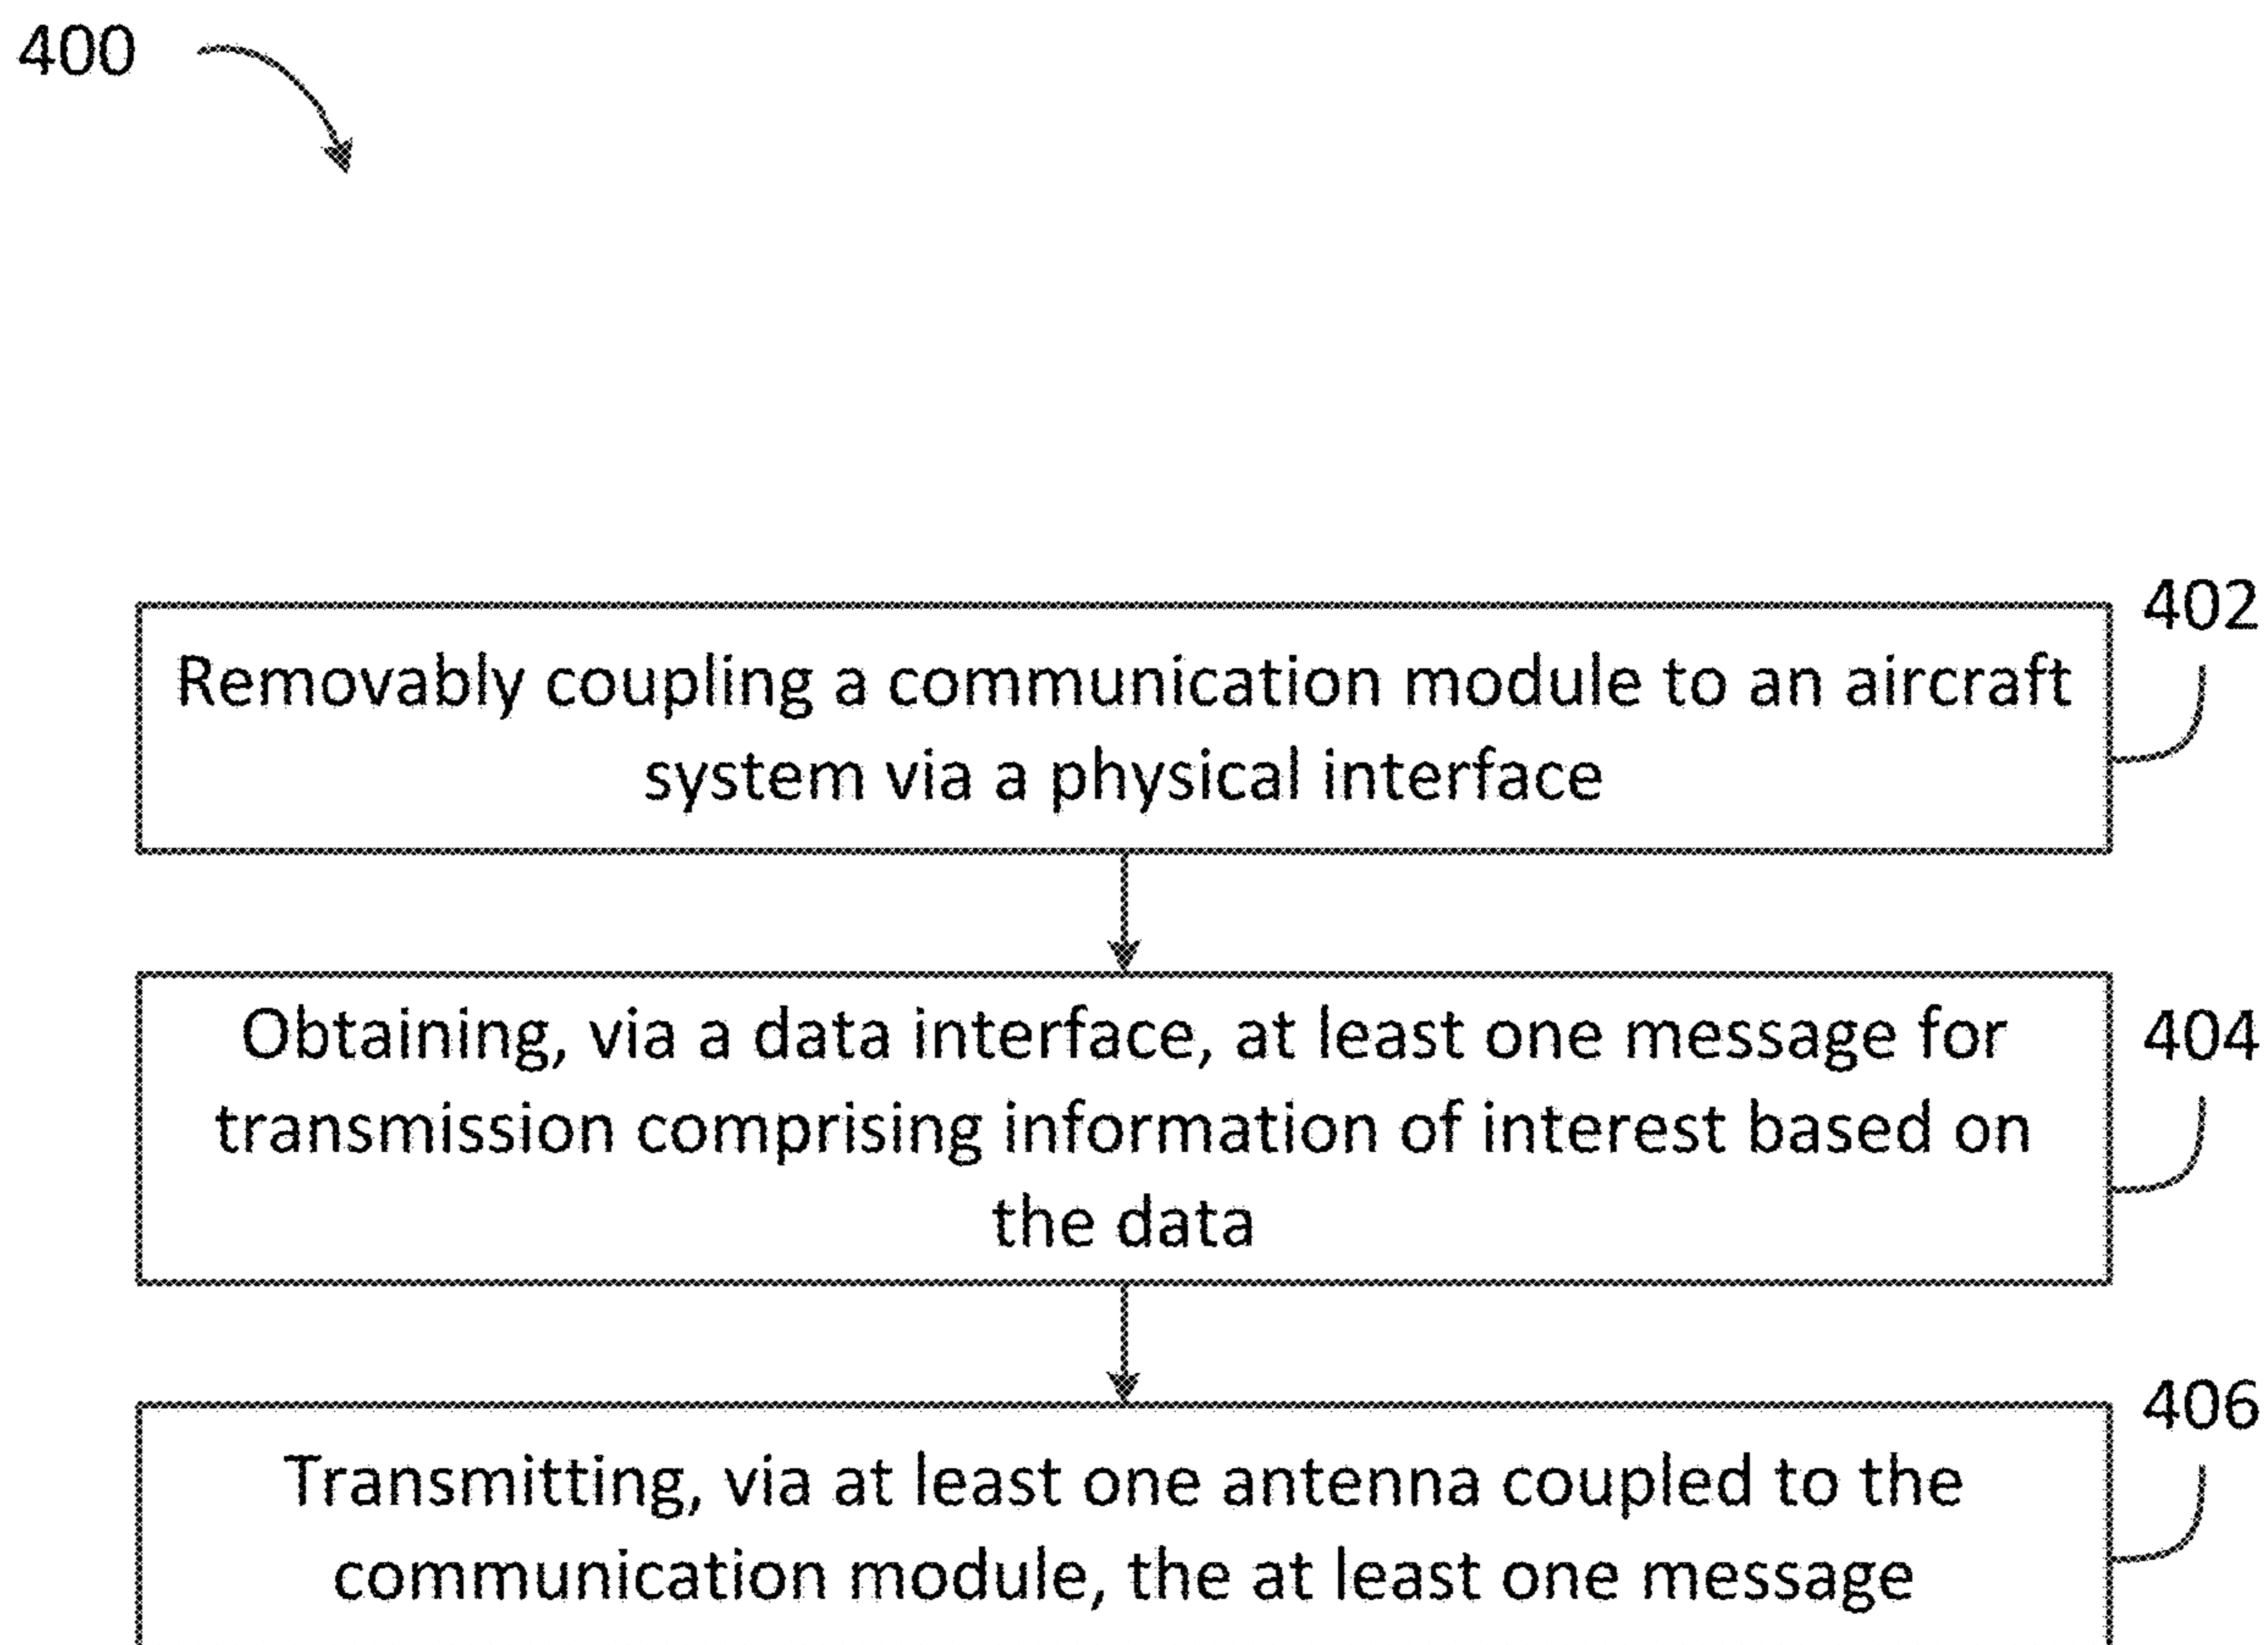 400
402
Removably coupling a communication module to an aircraft
system via a physical interface
404
Obtaining, via a data interface, at least one message for
transmission comprising information of interest based on
the data
406
Transmitting, via at least one antenna coupled to the
communication module, the at least one message